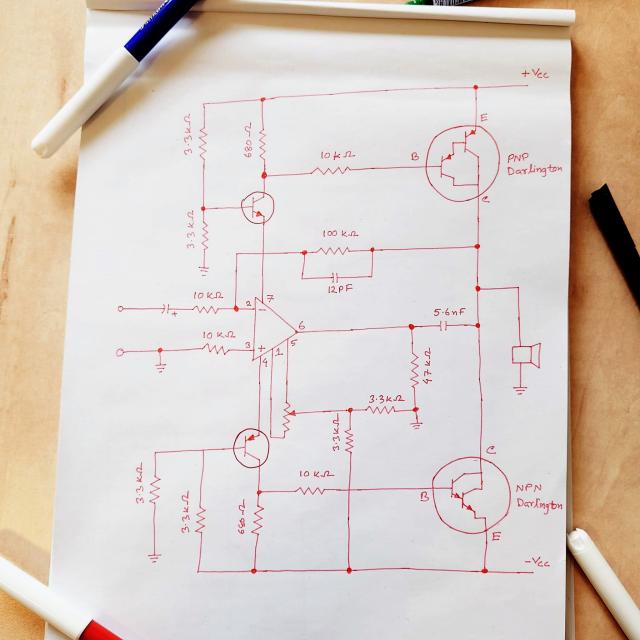 +Vcc
E
3.3kΩ
680Ω
10kΩ
B
PNP
Darlington
C
3.3kΩ
100kΩ
12PF
10kΩ
+
2
7
-
5.6nF
10kΩ
3
+
6
5
4
1
47kΩ
3.3kΩ
3.3kΩ
C
3.3kΩ
3.3kΩ
10kΩ
B
NPN
Darlington
E
-Vcc